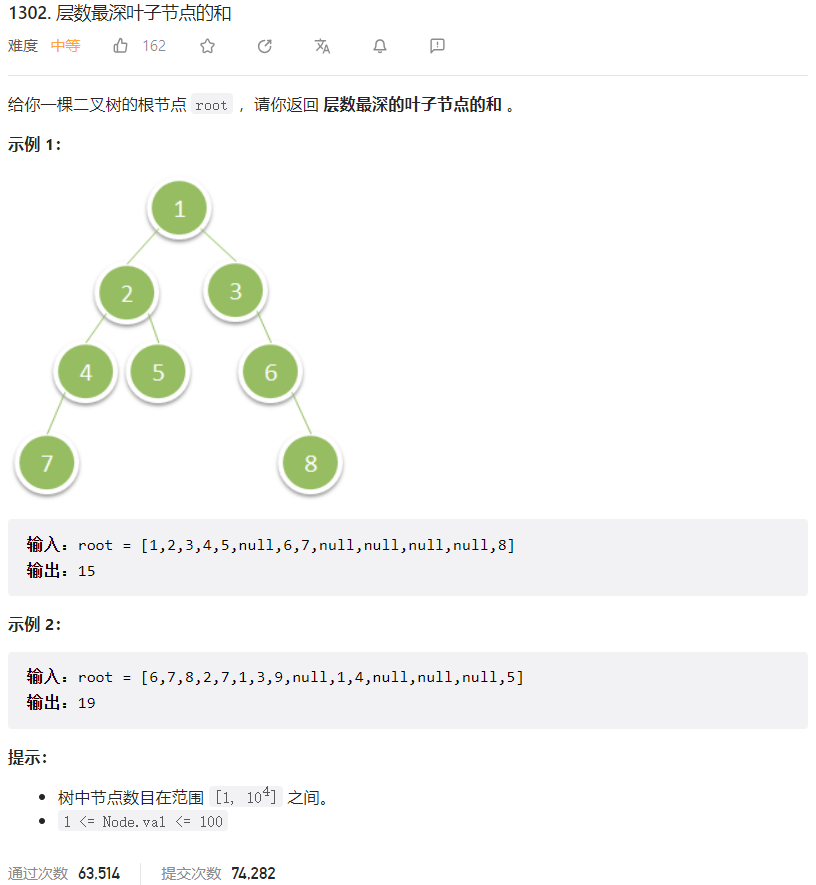 1302. 层数最深叶子节点的和
难度 中等 162
给你一棵二叉树的根节点 root ，请你返回 层数最深的叶子节点的和 。
示例 1：
1
2 3
4 5 6
7 8
输入：root = [1,2,3,4,5,null,6,7,null,null,null,null,8]
输出：15
示例 2：
输入：root = [6,7,8,2,7,1,3,9,null,1,4,null,null,null,5]
输出：19
提示：
树中节点数目在范围 [1, 10⁴] 之间。
1 <= Node.val <= 100
通过次数 63,514 提交次数 74,282